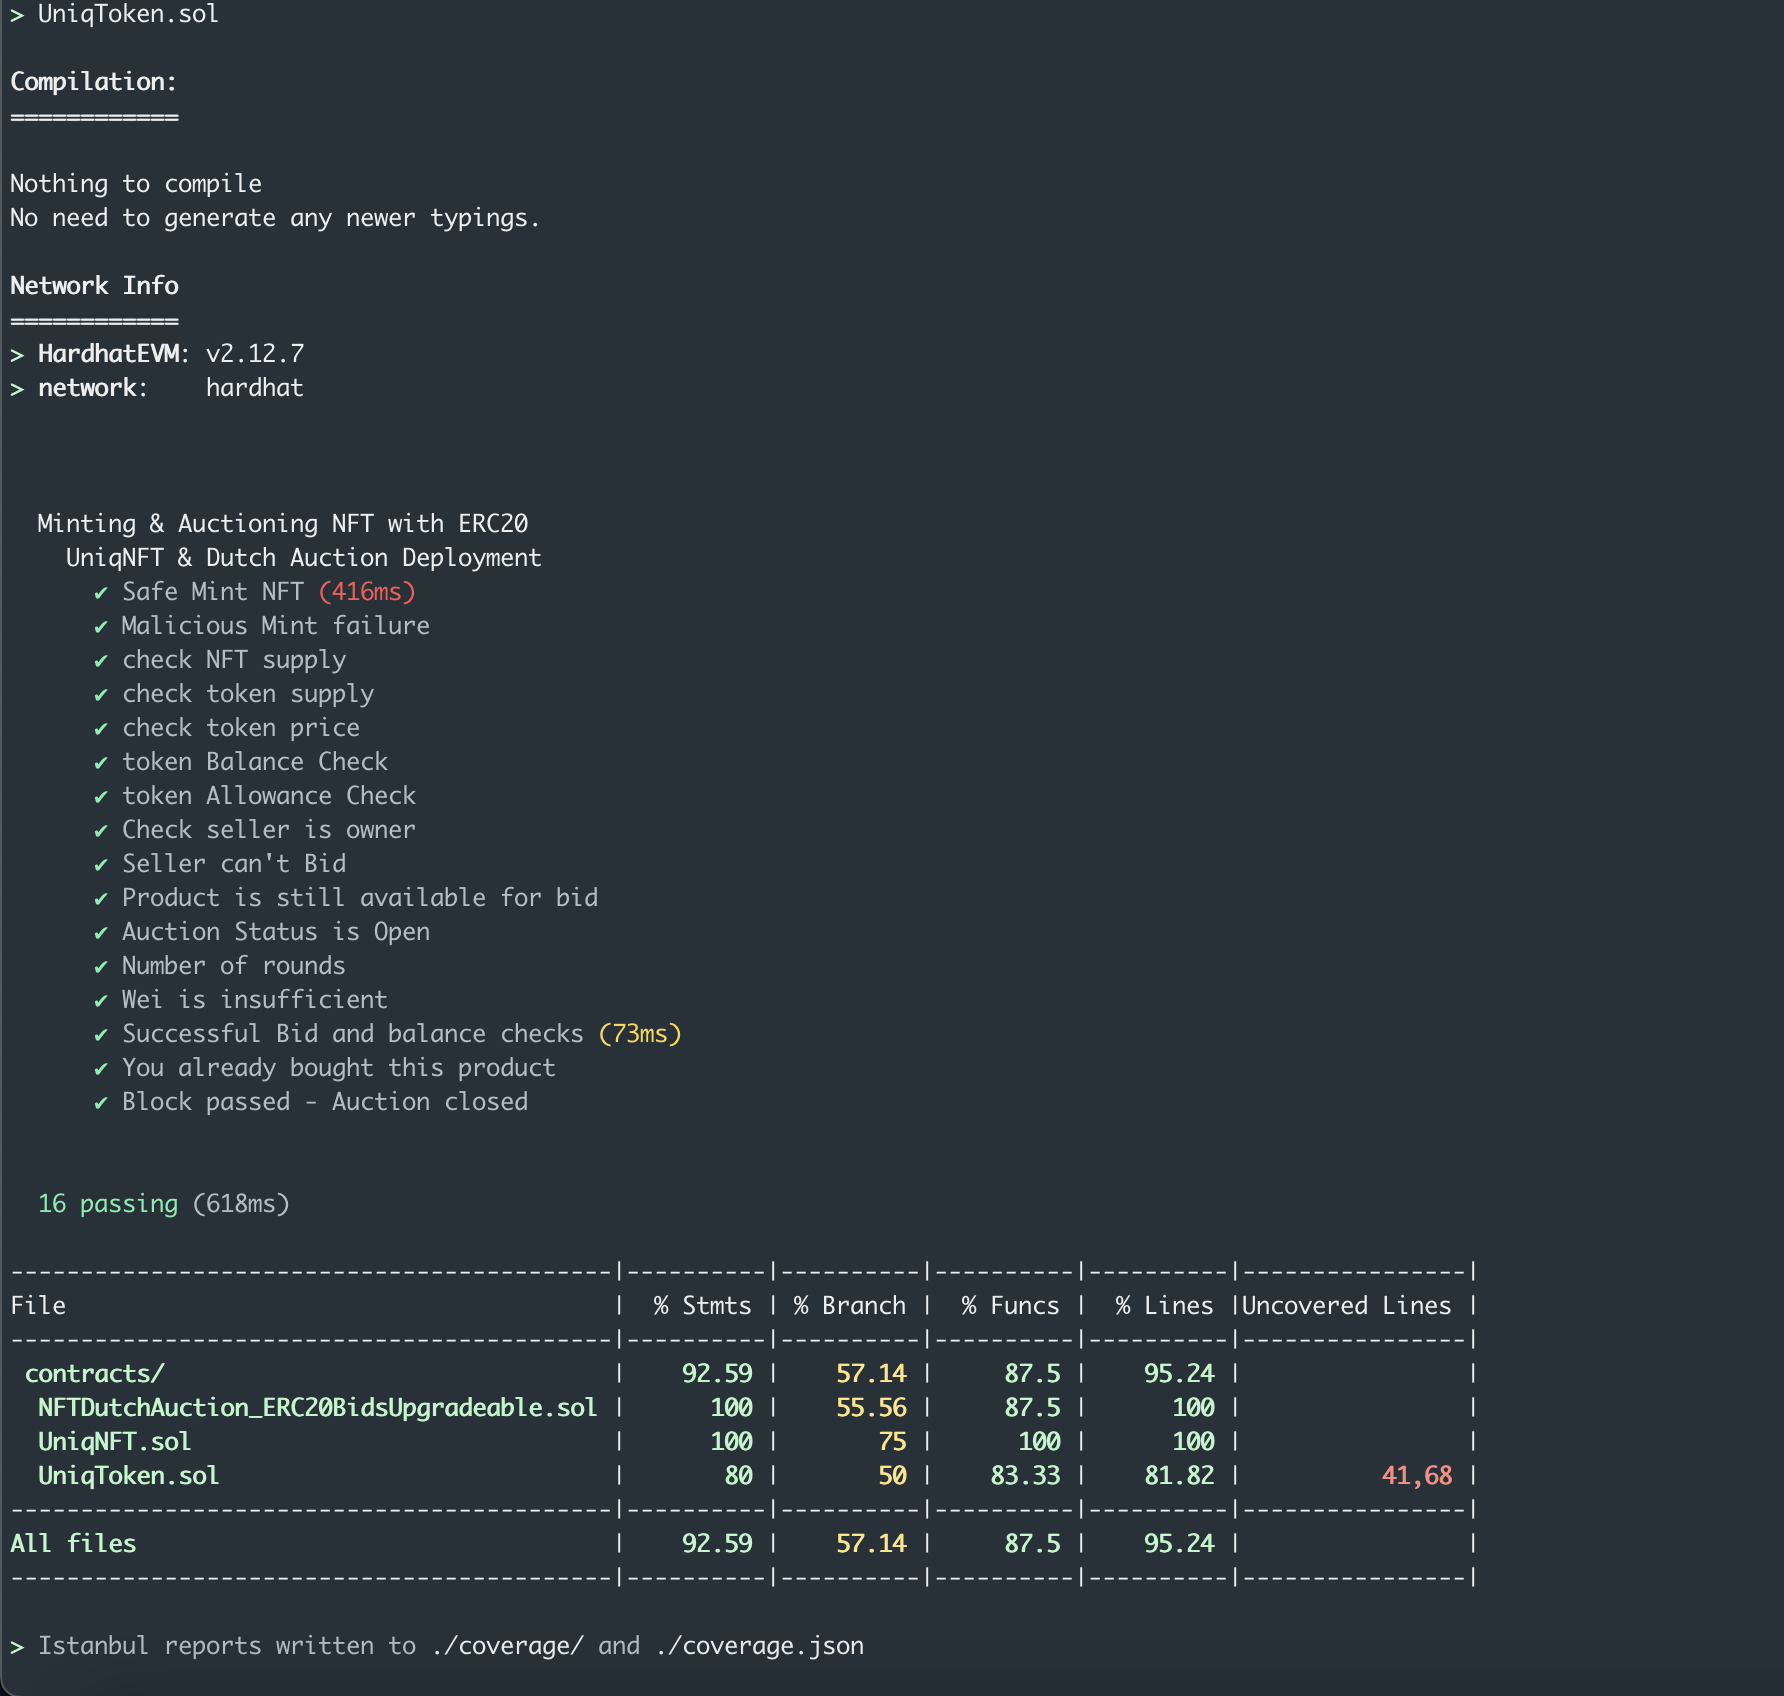 > UniqToken.sol
Compilation:
============
Nothing to compile
No need to generate any newer typings.
Network Info
============
> HardhatEVM: v2.12.7
> network:    hardhat
Minting & Auctioning NFT with ERC20
UniqNFT & Dutch Auction Deployment
✔ Safe Mint NFT (416ms)
✔ Malicious Mint failure
✔ check NFT supply
✔ check token supply
✔ check token price
✔ token Balance Check
✔ token Allowance Check
✔ Check seller is owner
✔ Seller can't Bid
✔ Product is still available for bid
✔ Auction Status is Open
✔ Number of rounds
✔ Wei is insufficient
✔ Successful Bid and balance checks (73ms)
✔ You already bought this product
✔ Block passed - Auction closed
16 passing (618ms)
-------------------------------------------|----------|----------|----------|----------|----------------|
File                                       |  % Stmts | % Branch |  % Funcs |  % Lines |Uncovered Lines |
-------------------------------------------|----------|----------|----------|----------|----------------|
 contracts/                                |    92.59 |    57.14 |     87.5 |    95.24 |                |
  NFTDutchAuction_ERC20BidsUpgradeable.sol |      100 |    55.56 |     87.5 |      100 |                |
  UniqNFT.sol                              |      100 |       75 |      100 |      100 |                |
  UniqToken.sol                            |       80 |       50 |    83.33 |    81.82 |          41,68 |
-------------------------------------------|----------|----------|----------|----------|----------------|
All files                                  |    92.59 |    57.14 |     87.5 |    95.24 |                |
-------------------------------------------|----------|----------|----------|----------|----------------|
> Istanbul reports written to ./coverage/ and ./coverage.json